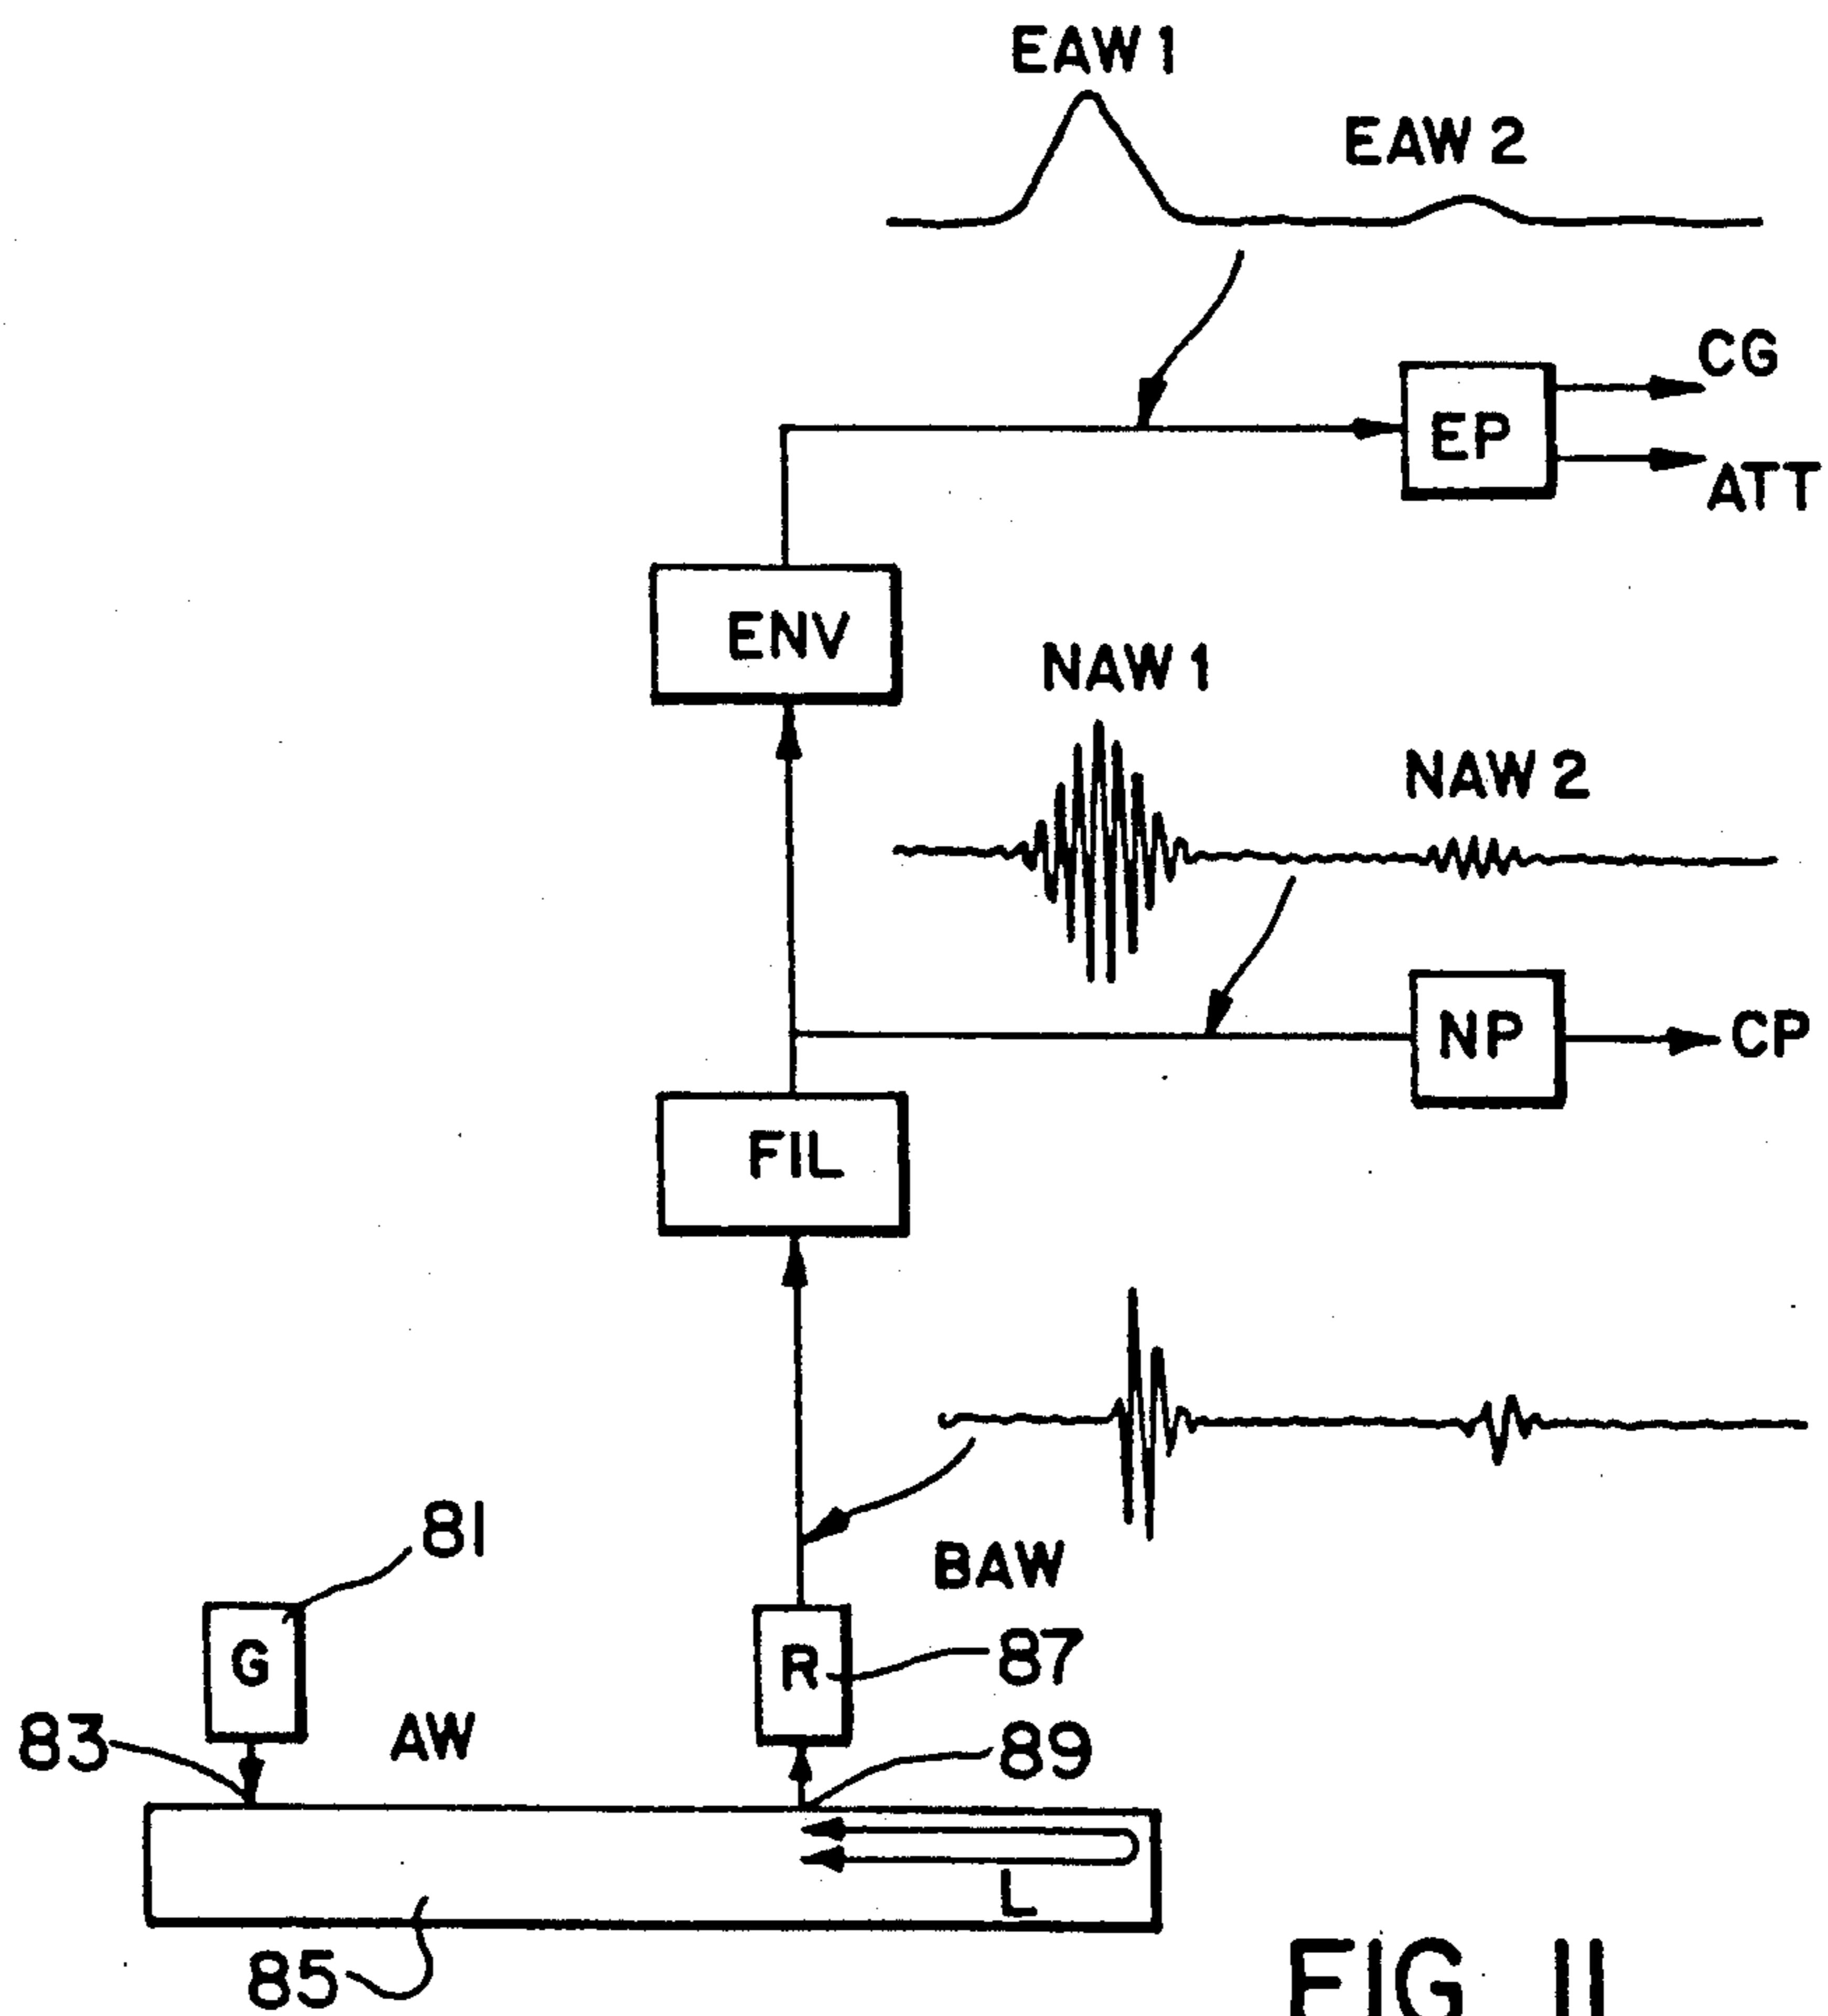 EAW 1
EAW 2
CG
EP
ATT
ENV
NAW 1
NAW 2
NP
CP
FIL
81
BAW
G
R
87
83
AW
89
L
85
FIG 11